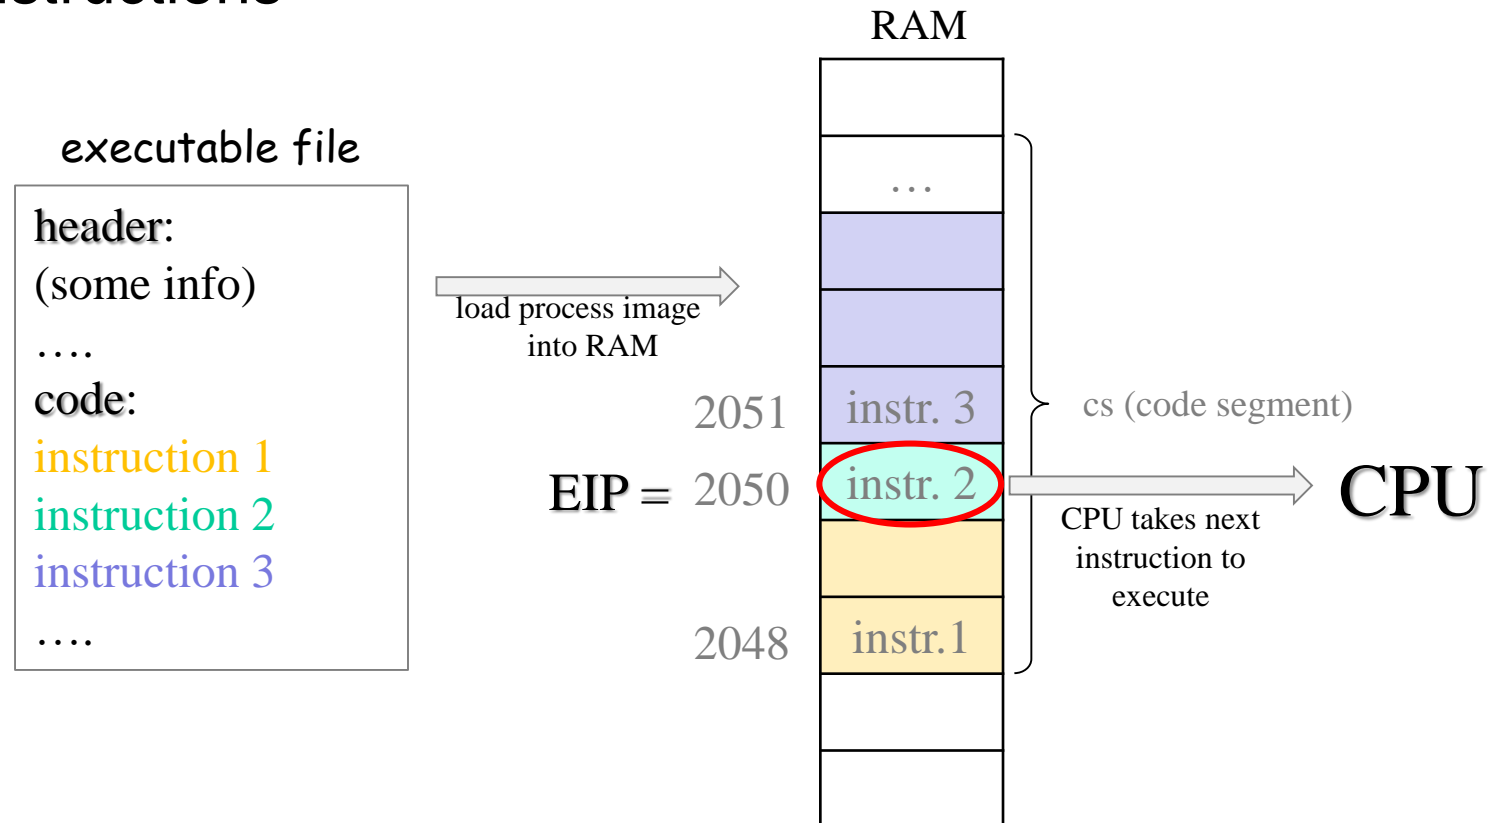 RAM
executable file
header:
(some info)
….
code:
instruction 1
instruction 2
instruction 3
….
load process image
into RAM
…
2051 instr. 3
EIP = 2050 instr. 2
2048 instr.1
cs (code segment)
CPU takes next
instruction to
execute
CPU